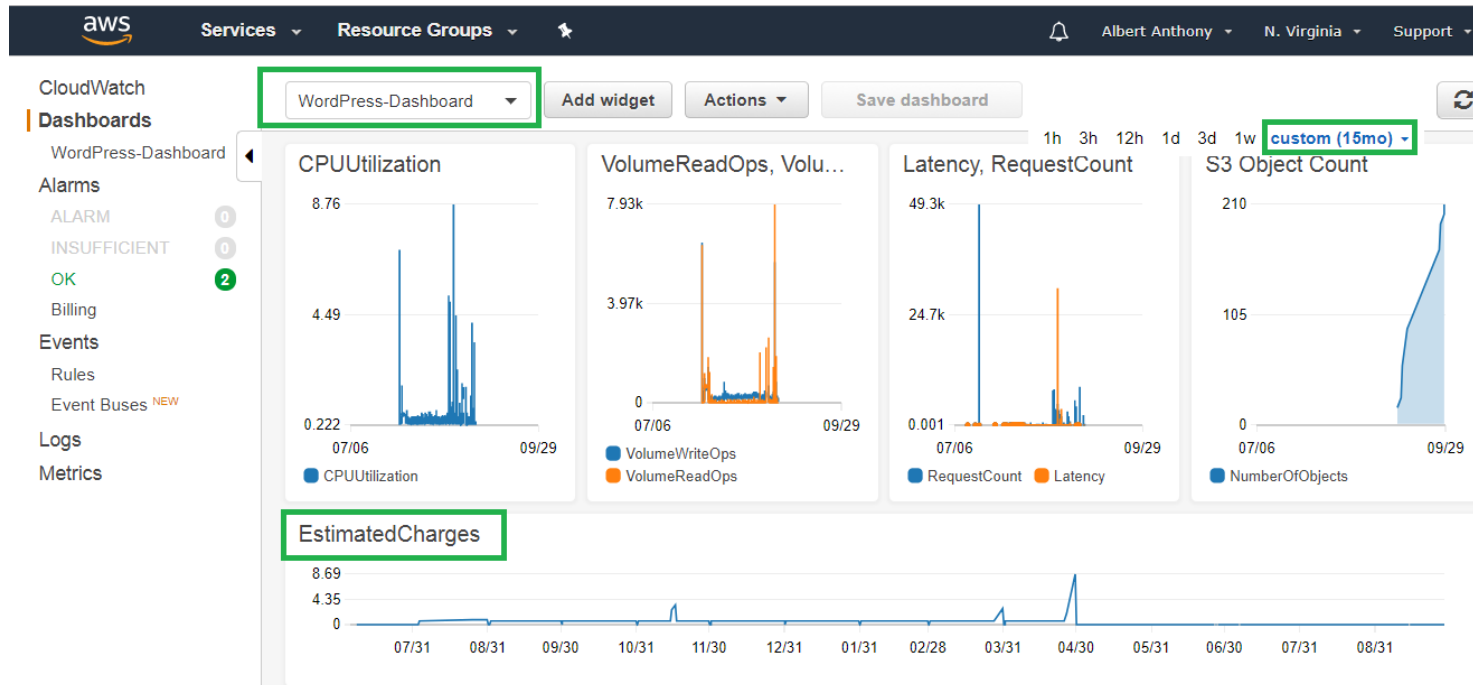 aws Services Resource Groups Albert Anthony N. Virginia Support
CloudWatch
Dashboards
WordPress-Dashboard
Alarms
ALARM 0
INSUFFICIENT 0
OK 2
Billing
Events
Rules
Event Buses NEW
Logs
Metrics
WordPress-Dashboard Add widget Actions Save dashboard
1h 3h 12h 1d 3d 1w custom (15mo)
CPUUtilization
8.76
4.49
0.222
07/06 09/29
CPUUtilization
VolumeReadOps, Volu...
7.93k
3.97k
0
07/06 09/29
VolumeWriteOps
VolumeReadOps
Latency, RequestCount
49.3k
24.7k
0.001
07/06 09/29
RequestCount Latency
S3 Object Count
210
105
0
07/06 09/29
NumberOfObjects
EstimatedCharges
8.69
4.35
0
07/31 08/31 09/30 10/31 11/30 12/31 01/31 02/28 03/31 04/30 05/31 06/30 07/31 08/31